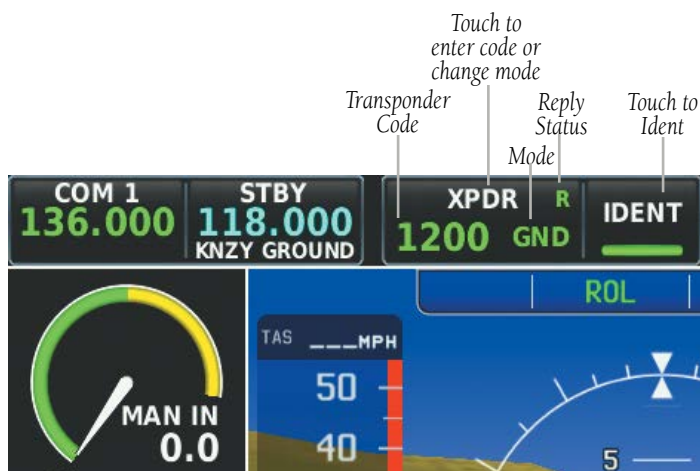 Touch to
enter code or
change mode
Transponder
Code
Reply
Status
Touch to
Ident
Mode
COM 1
136.000
STBY
118.000
KNZY GROUND
XPDR R
1200 GND
IDENT
ROL
TAS ___MPH
50
40
MAN IN
0.0
5